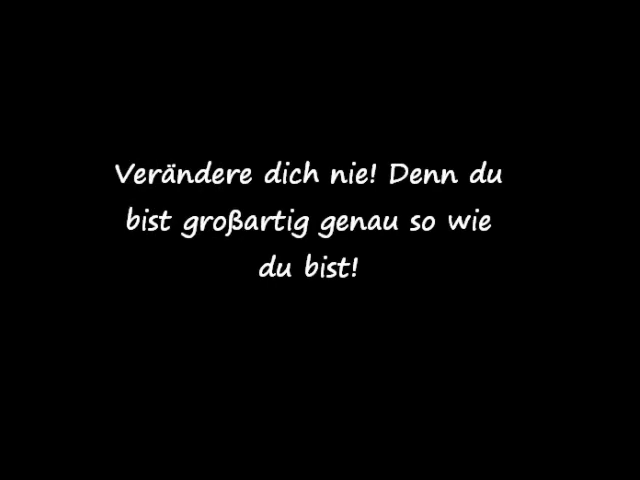 Verändere dich nie! Denn du
bist großartig genau so wie
du bist!